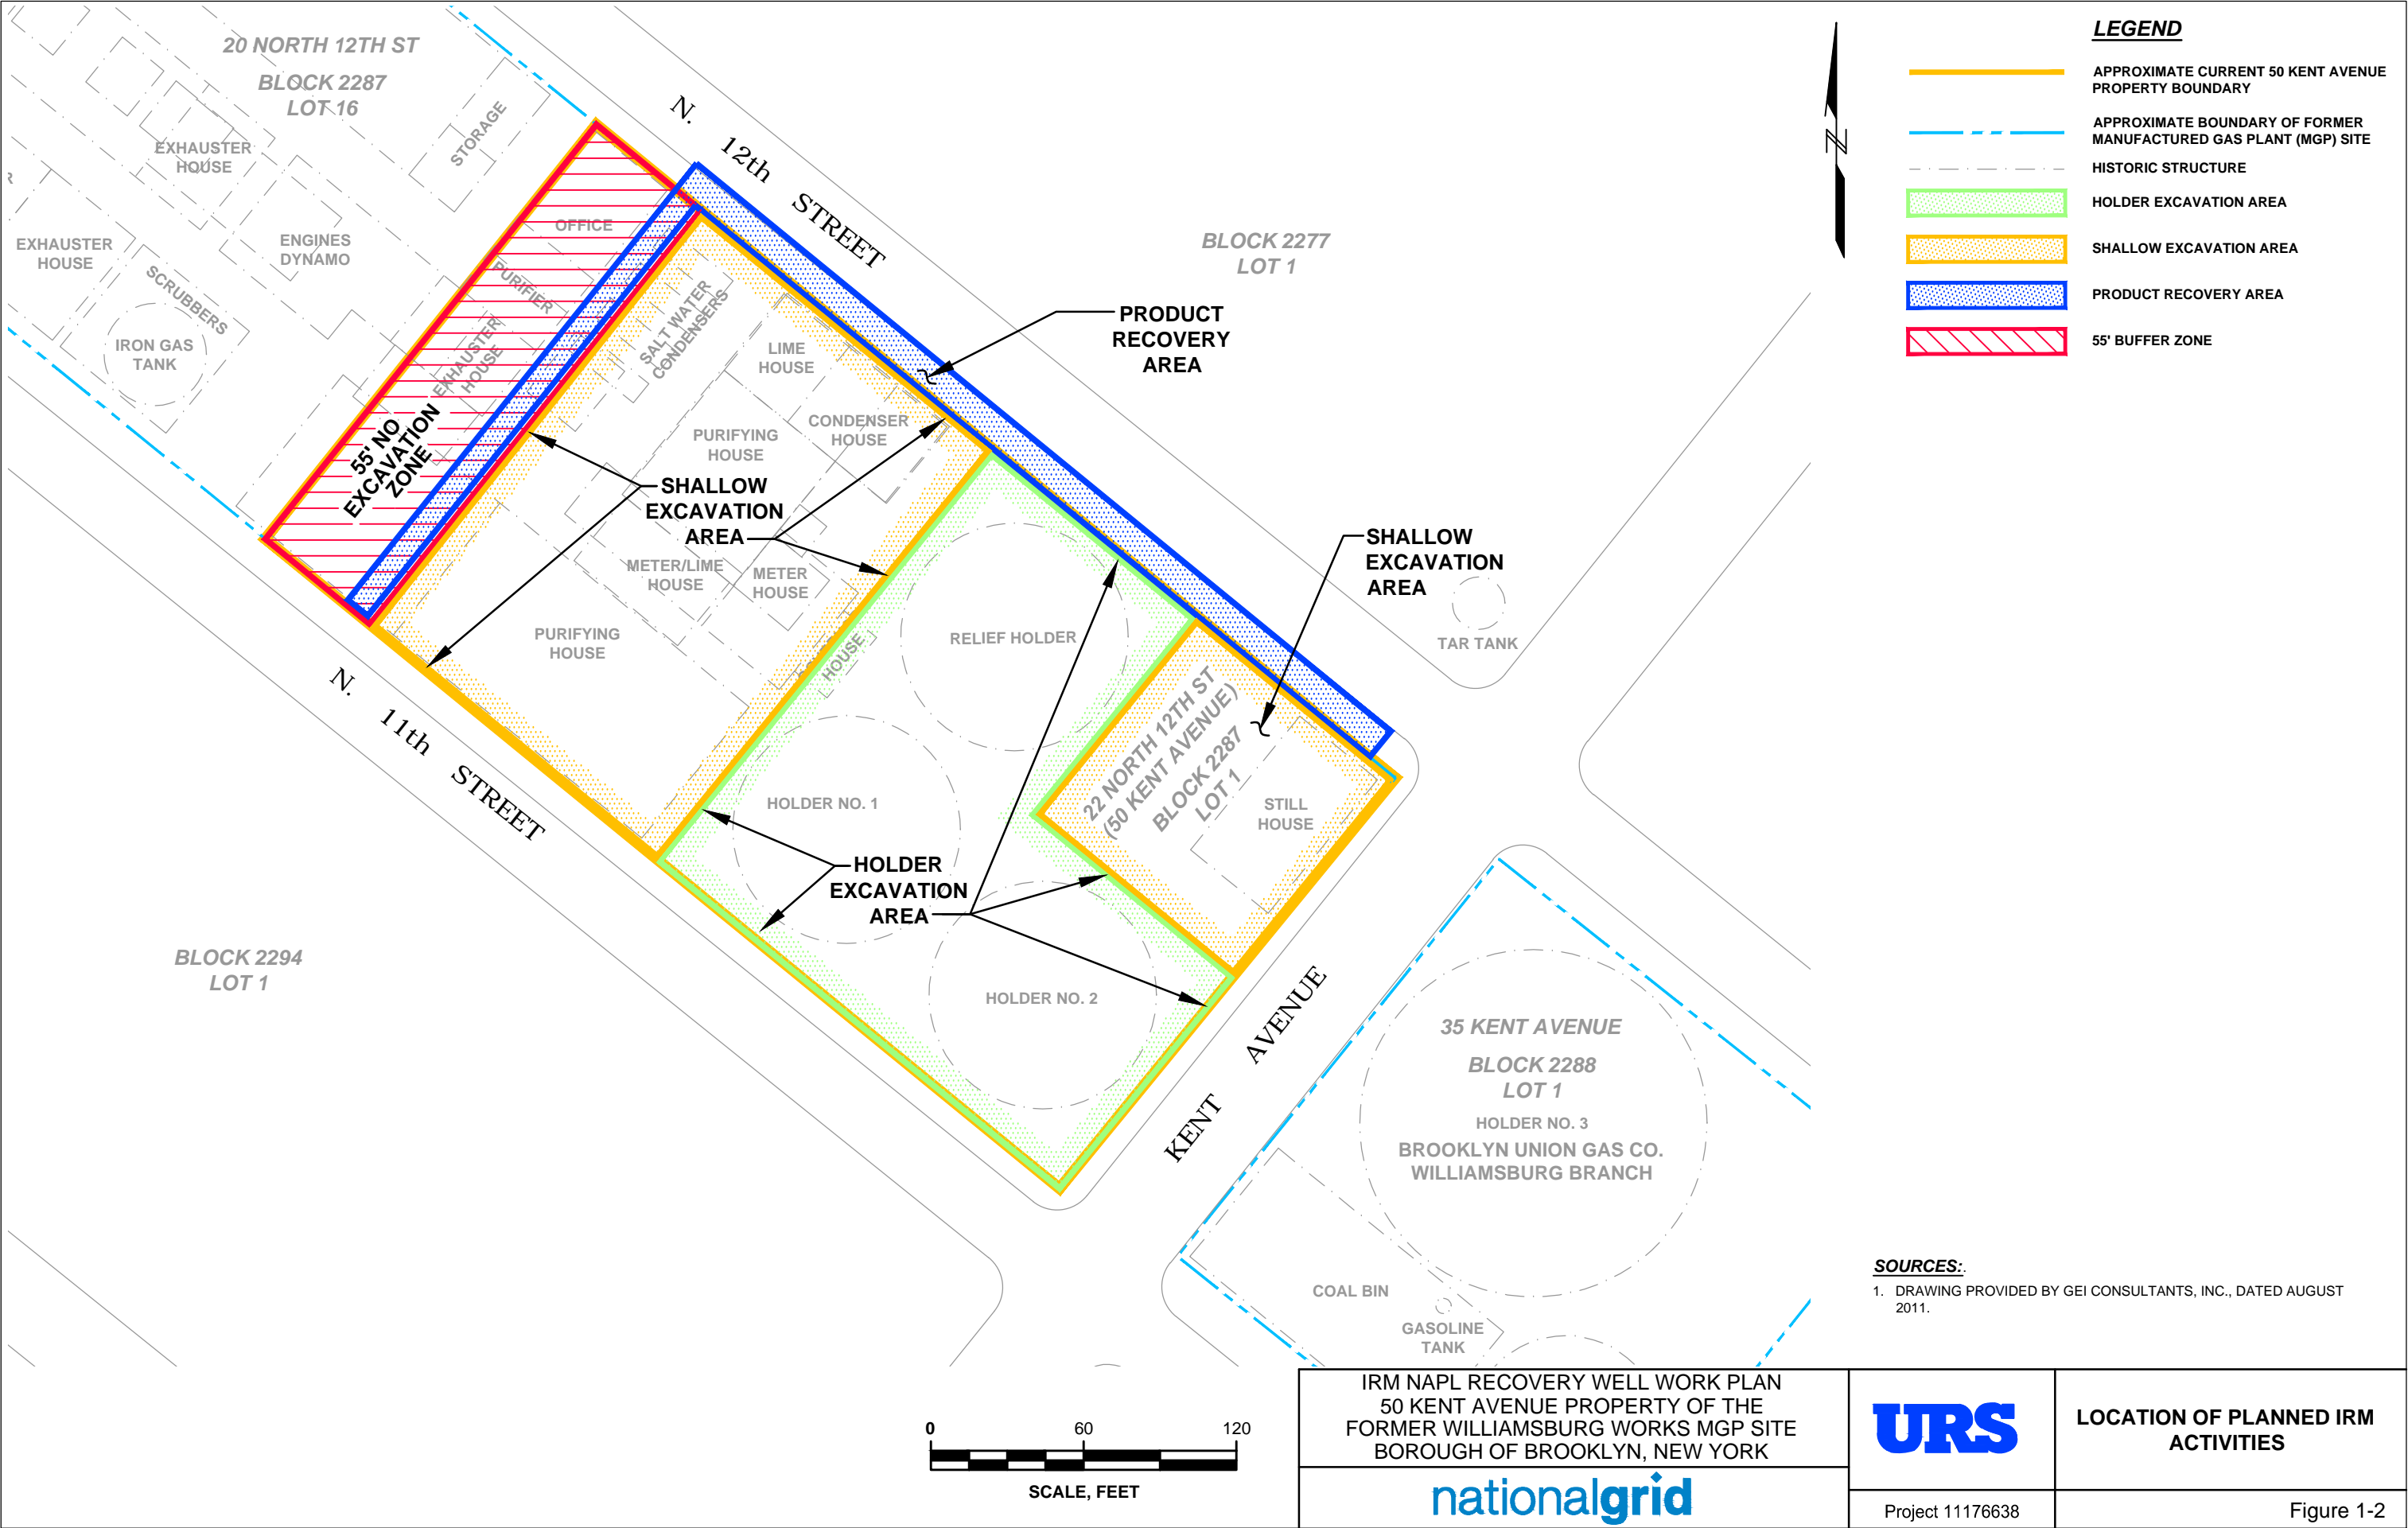 20 NORTH 12TH ST
BLOCK 2287
LOT 16
STORAGE
EXHAUSTER
HOUSE
R
EXHAUSTER
HOUSE
ENGINES
DYNAMO
SCRUBBERS
IRON GAS
TANK
OFFICE
PURIFIER
EXHAUSTER
HOUSE
55' NO
EXCAVATION
ZONE
N. 12th STREET
BLOCK 2277
LOT 1
PRODUCT
RECOVERY
AREA
SALT WATER
CONDENSERS
LIME
HOUSE
CONDENSER
HOUSE
PURIFYING
HOUSE
SHALLOW
EXCAVATION
AREA
METER/LIME
HOUSE
METER
HOUSE
PURIFYING
HOUSE
HOUSE
RELIEF HOLDER
SHALLOW
EXCAVATION
AREA
TAR TANK
N. 11th STREET
22 NORTH 12TH ST
(50 KENT AVENUE)
BLOCK 2287
LOT 1
STILL
HOUSE
HOLDER NO. 1
HOLDER
EXCAVATION
AREA
HOLDER NO. 2
BLOCK 2294
LOT 1
KENT AVENUE
35 KENT AVENUE
BLOCK 2288
LOT 1
HOLDER NO. 3
BROOKLYN UNION GAS CO.
WILLIAMSBURG BRANCH
COAL BIN
GASOLINE
TANK
N
LEGEND
APPROXIMATE CURRENT 50 KENT AVENUE
PROPERTY BOUNDARY
APPROXIMATE BOUNDARY OF FORMER
MANUFACTURED GAS PLANT (MGP) SITE
HISTORIC STRUCTURE
HOLDER EXCAVATION AREA
SHALLOW EXCAVATION AREA
PRODUCT RECOVERY AREA
55' BUFFER ZONE
SOURCES:.
1. DRAWING PROVIDED BY GEI CONSULTANTS, INC., DATED AUGUST
2011.
0 60 120
SCALE, FEET
IRM NAPL RECOVERY WELL WORK PLAN
50 KENT AVENUE PROPERTY OF THE
FORMER WILLIAMSBURG WORKS MGP SITE
BOROUGH OF BROOKLYN, NEW YORK
nationalgrid
URS
Project 11176638
LOCATION OF PLANNED IRM
ACTIVITIES
Figure 1-2